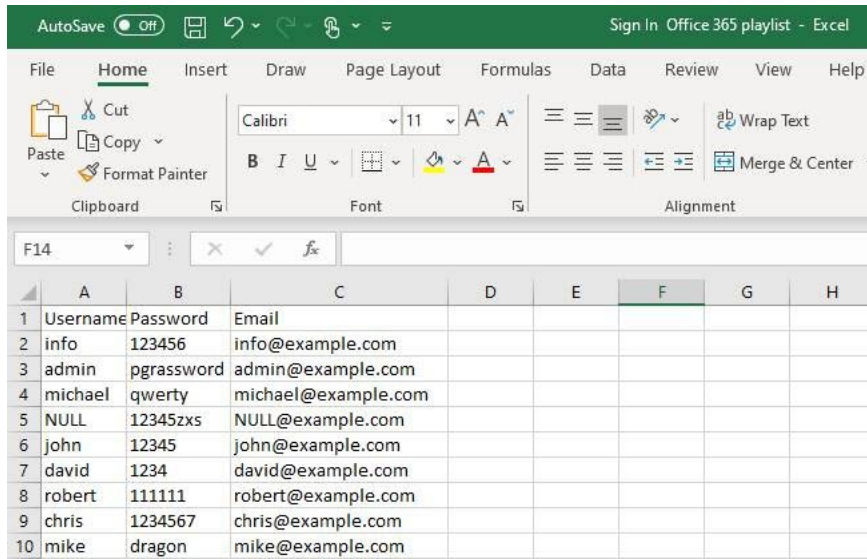 AutoSave Off Sign In Office 365 playlist - Excel
File Home Insert Draw Page Layout Formulas Data Review View Help
Paste
Cut
Copy
Format Painter
Clipboard
Calibri 11 A^ A˅
B I U A
Font
ab Wrap Text
Merge & Center
Alignment
F14 fx
A B C D E F G H
1 Username Password Email
2 info 123456 info@example.com
3 admin pgrassword admin@example.com
4 michael qwerty michael@example.com
5 NULL 12345zxs NULL@example.com
6 john 12345 john@example.com
7 david 1234 david@example.com
8 robert 111111 robert@example.com
9 chris 1234567 chris@example.com
10 mike dragon mike@example.com